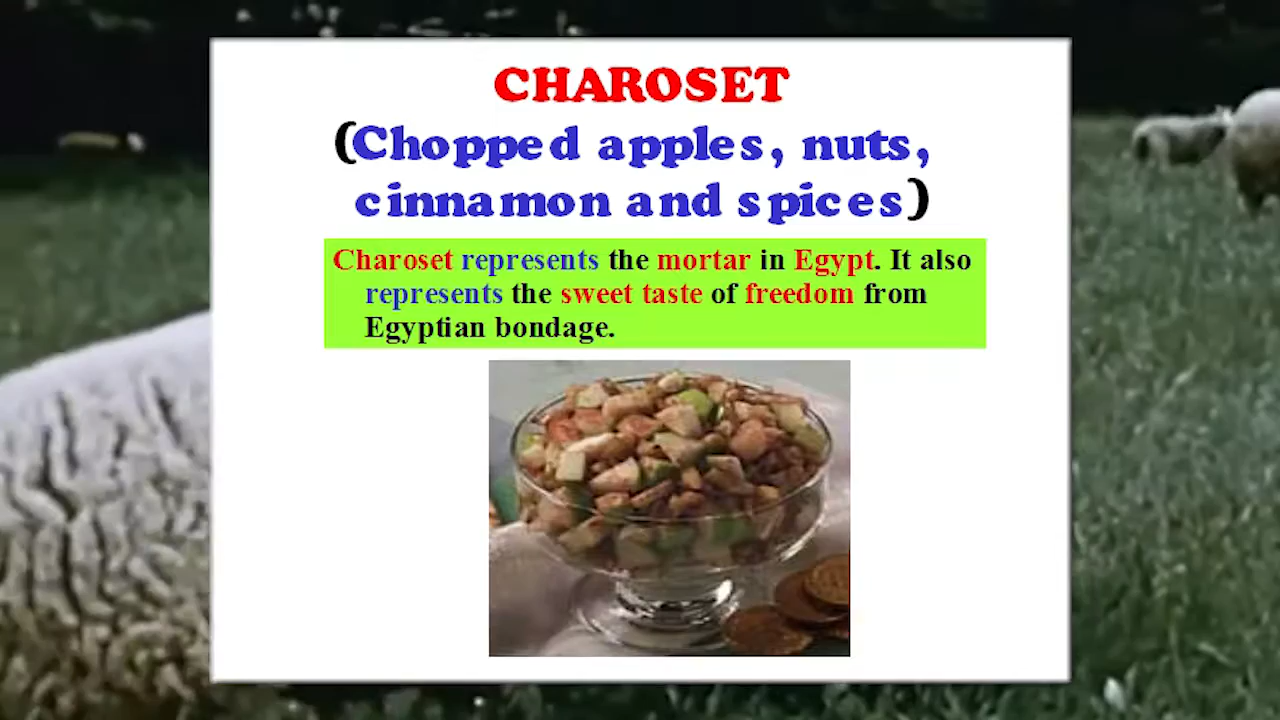 CHAROSET
(Chopped apples, nuts,
cinnamon and spices)
Charoset represents the mortar in Egypt. It also
represents the sweet taste of freedom from
Egyptian bondage.